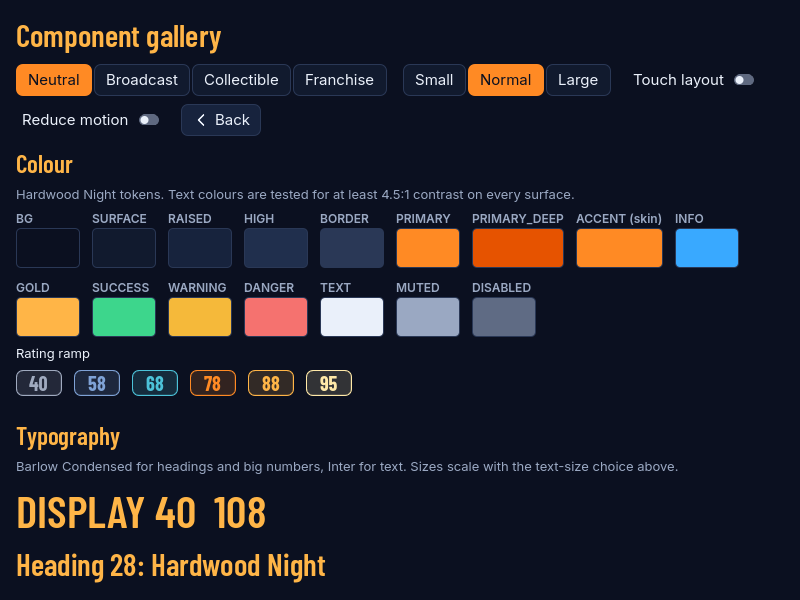 Component gallery
Neutral Broadcast Collectible Franchise Small Normal Large Touch layout
Reduce motion Back
Colour
Hardwood Night tokens. Text colours are tested for at least 4.5:1 contrast on every surface.
BG SURFACE RAISED HIGH BORDER PRIMARY PRIMARY_DEEP ACCENT (skin) INFO
GOLD SUCCESS WARNING DANGER TEXT MUTED DISABLED
Rating ramp
40 58 68 78 88 95
Typography
Barlow Condensed for headings and big numbers, Inter for text. Sizes scale with the text-size choice above.
DISPLAY 40 108
Heading 28: Hardwood Night